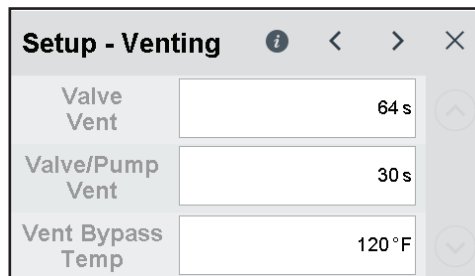 Setup - Venting
Valve
Vent
64 s
Valve/Pump
Vent
30 s
Vent Bypass
Temp
120°F